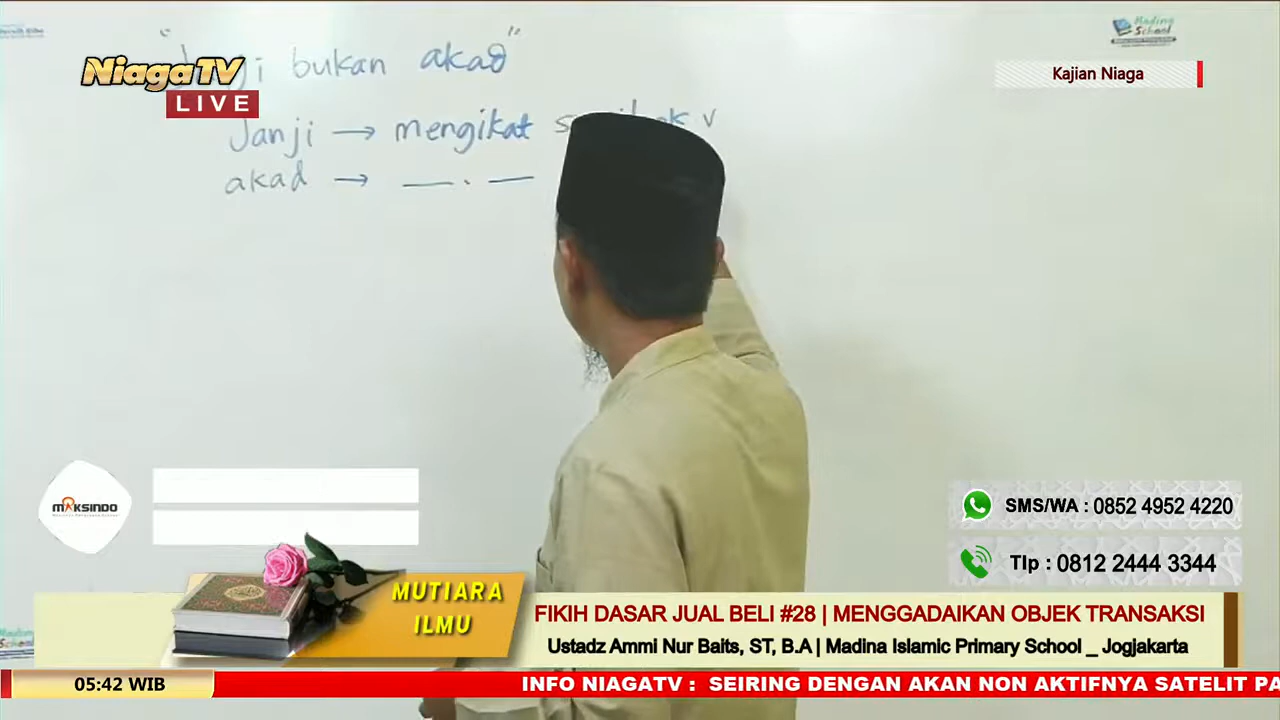 "J gi bukan akad"
NiagaTV
LIVE
Kajian Niaga
Janji → mengikat v
akad → — . —
MAKSINDO
SMS/WA : 0852 4952 4220
Tlp : 0812 2444 3344
MUTIARA
ILMU
FIKIH DASAR JUAL BELI #28 | MENGGADAIKAN OBJEK TRANSAKSI
Ustadz Ammi Nur Baits, ST, B.A | Madina Islamic Primary School _ Jogjakarta
05:42 WIB
INFO NIAGATV : SEIRING DENGAN AKAN NON AKTIFNYA SATELIT PA